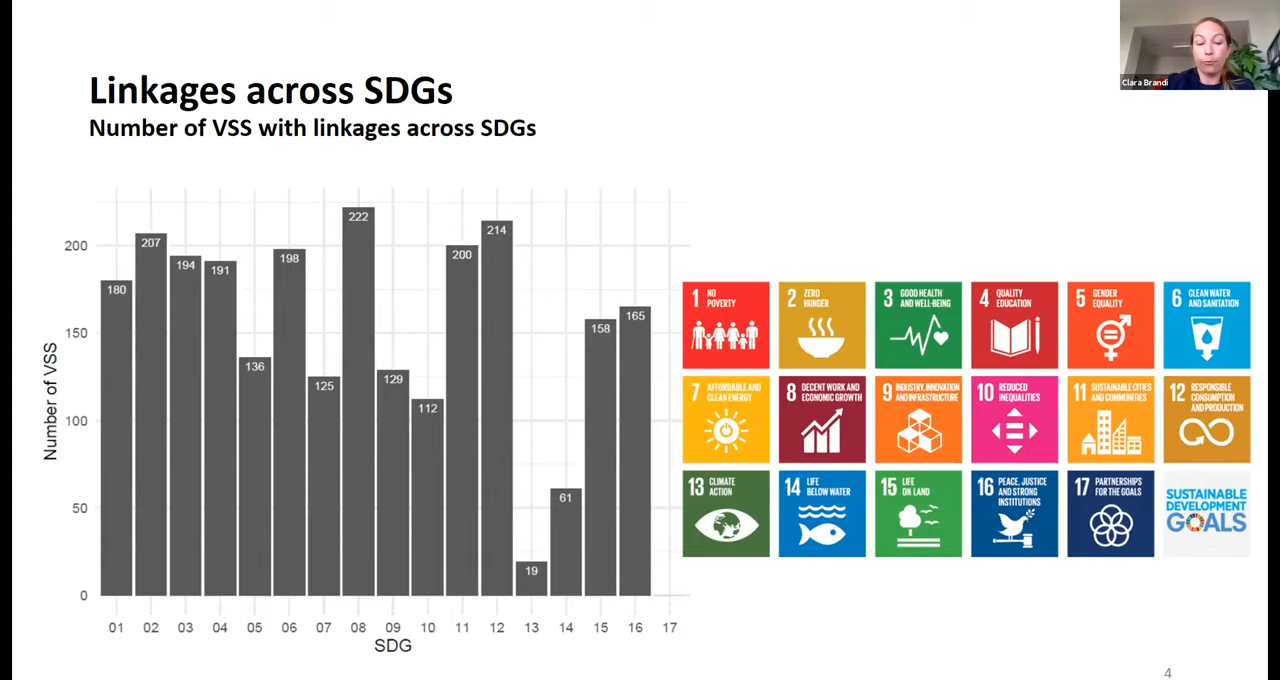 Clara Brandi
Linkages across SDGs
Number of VSS with linkages across SDGs
Number of VSS
200
150
100
50
0
180
207
194
191
136
198
125
222
129
112
200
214
19
61
158
165
01 02 03 04 05 06 07 08 09 10 11 12 13 14 15 16 17
SDG
1 NO
POVERTY
2 ZERO
HUNGER
3 GOOD HEALTH
AND WELL-BEING
4 QUALITY
EDUCATION
5 GENDER
EQUALITY
6 CLEAN WATER
AND SANITATION
7 AFFORDABLE AND
CLEAN ENERGY
8 DECENT WORK AND
ECONOMIC GROWTH
9 INDUSTRY, INNOVATION
AND INFRASTRUCTURE
10 REDUCED
INEQUALITIES
11 SUSTAINABLE CITIES
AND COMMUNITIES
12 RESPONSIBLE
CONSUMPTION
AND PRODUCTION
13 CLIMATE
ACTION
14 LIFE
BELOW WATER
15 LIFE
ON LAND
16 PEACE, JUSTICE
AND STRONG
INSTITUTIONS
17 PARTNERSHIPS
FOR THE GOALS
SUSTAINABLE
DEVELOPMENT
GOALS
4